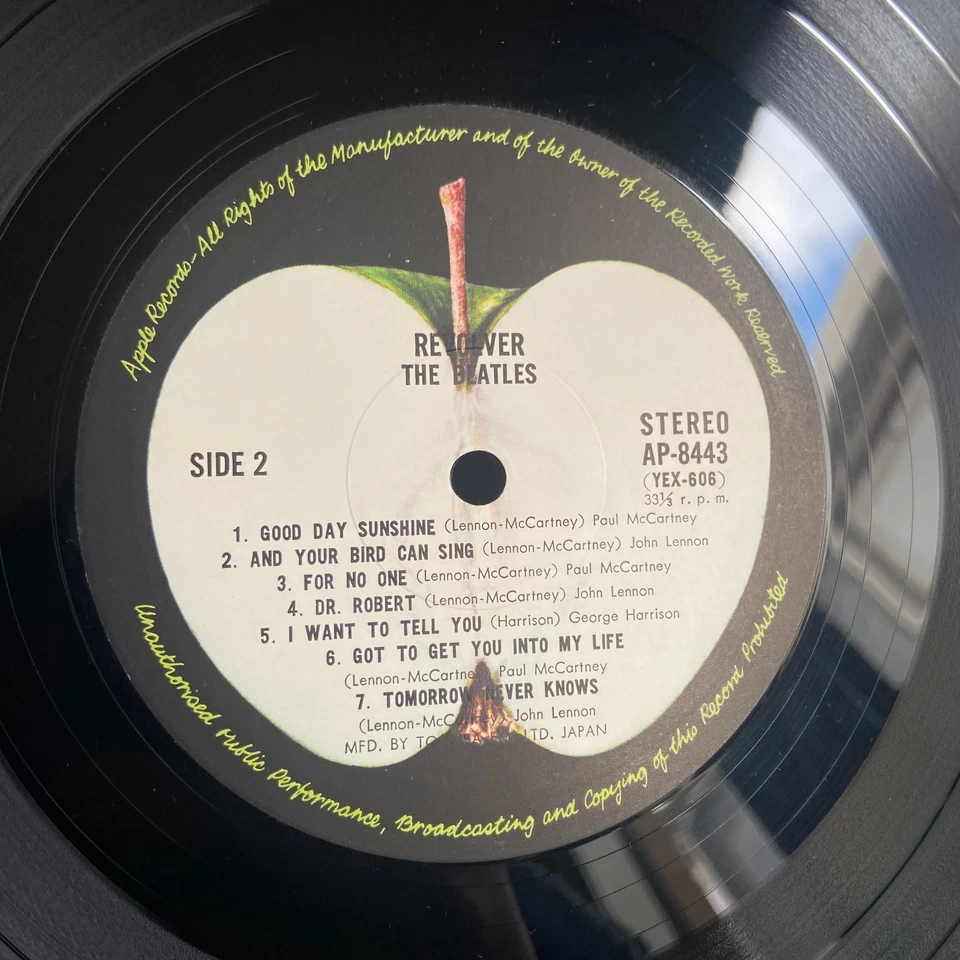 Apple Records-All Rights of the Manufacturer and of the Owner of the Recorded Work Reserved
REVOLVER
THE BEATLES
SIDE 2
STEREO
AP-8443
(YEX-606)
33⅓ r. p. m.
1. GOOD DAY SUNSHINE (Lennon-McCartney) Paul McCartney
2. AND YOUR BIRD CAN SING (Lennon-McCartney) John Lennon
3. FOR NO ONE (Lennon-McCartney) Paul McCartney
4. DR. ROBERT (Lennon-McCartney) John Lennon
5. I WANT TO TELL YOU (Harrison) George Harrison
6. GOT TO GET YOU INTO MY LIFE
(Lennon-McCartney) Paul McCartney
7. TOMORROW NEVER KNOWS
(Lennon-McCartney) John Lennon
MFD. BY LTD. JAPAN
Unauthorised Public Performance, Broadcasting and Copying of this Record Prohibited